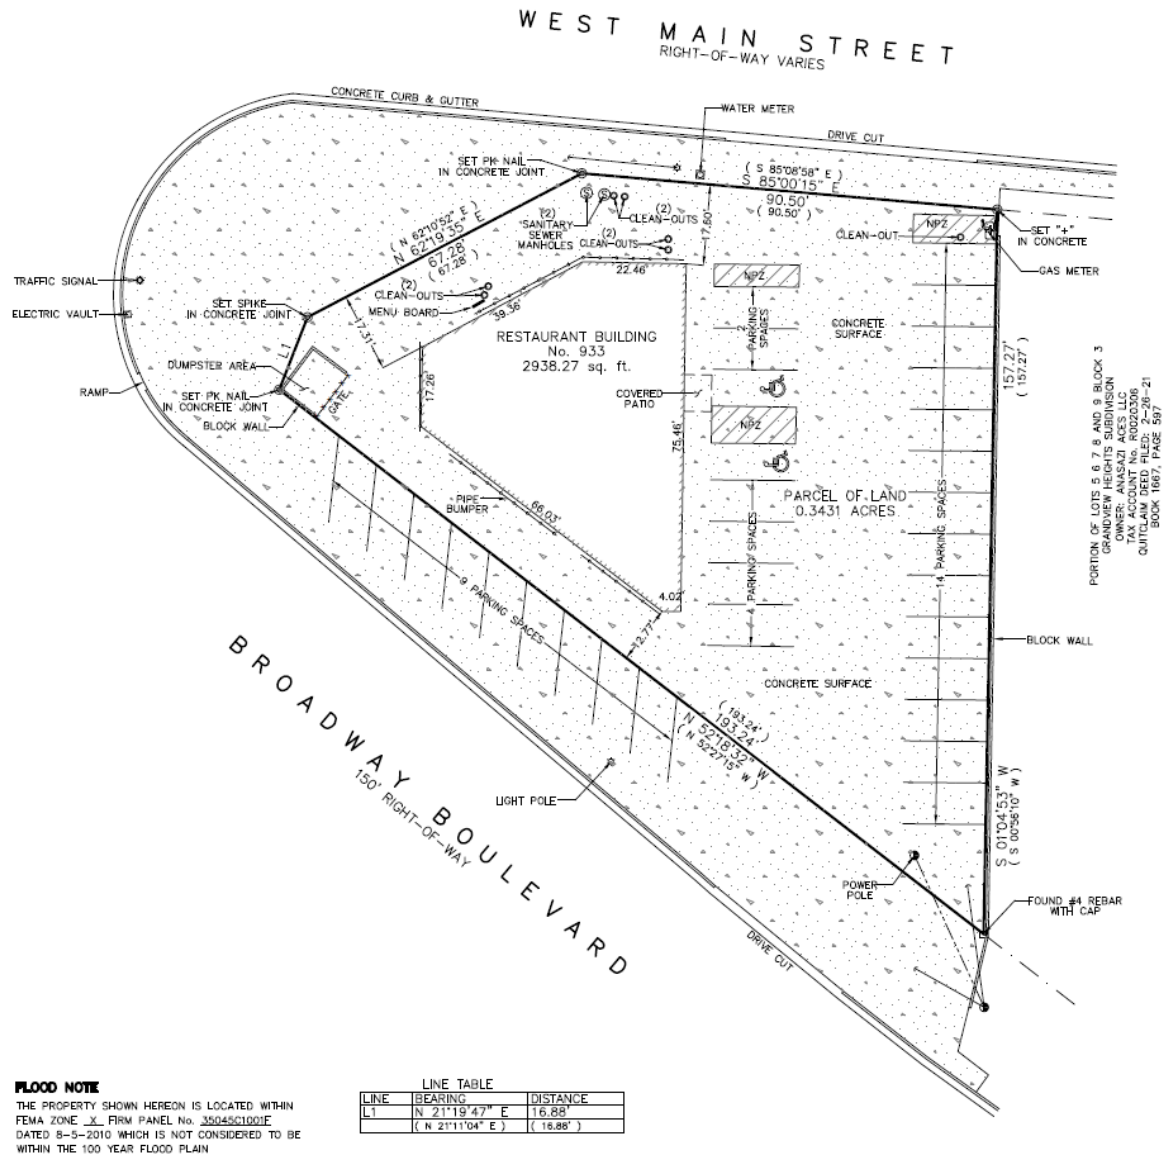 WEST MAIN STREET
RIGHT-OF-WAY VARIES
CONCRETE CURB & GUTTER
WATER METER
DRIVE CUT
SET PK NAIL
IN CONCRETE JOINT
( S 85°08'58" E )
S 85°00'15" E
90.50'
( 90.50' )
( N 62°10'52" E )
N 62°19'35" E
67.28'
( 67.28' )
(2)
SANITARY
SEWER
MANHOLES
(2)
CLEAN-OUTS
(2)
CLEAN-OUTS
17.60'
NPZ
CLEAN-OUT
SET "+"
IN CONCRETE
GAS METER
TRAFFIC SIGNAL
ELECTRIC VAULT
SET SPIKE
IN CONCRETE JOINT
(2)
CLEAN-OUTS
MENU BOARD
22.46'
39.36'
17.31'
NPZ
2
PARKING
SPACES
CONCRETE
SURFACE
RESTAURANT BUILDING
No. 933
2938.27 sq. ft.
157.27'
( 157.27' )
L1
DUMPSTER AREA
RAMP
SET PK NAIL
IN CONCRETE JOINT
GATE
BLOCK WALL
17.26'
COVERED
PATIO
NPZ
75.46'
PARCEL OF LAND
0.3431 ACRES
PIPE
BUMPER
66.03'
4 PARKING SPACES
14 PARKING SPACES
PORTION OF LOTS 5 6 7 8 AND 9 BLOCK 3
GRANDVIEW HEIGHTS SUBDIVISION
OWNER: ANASAZI ACES LLC
TAX ACCOUNT No. R0020306
QUITCLAIM DEED FILED: 2-26-21
BOOK 1667, PAGE 597
9 PARKING SPACES
4.02'
12.77'
BLOCK WALL
CONCRETE SURFACE
( 193.24' )
193.24'
N 52°18'32" W
( N 52°27'15" W )
BROADWAY BOULEVARD
150' RIGHT-OF-WAY
LIGHT POLE
S 01°04'53" W
( S 00°56'10" W )
POWER
POLE
FOUND #4 REBAR
WITH CAP
DRIVE CUT
FLOOD NOTE
THE PROPERTY SHOWN HEREON IS LOCATED WITHIN
FEMA ZONE X FIRM PANEL No. 35045C1001F
DATED 8-5-2010 WHICH IS NOT CONSIDERED TO BE
WITHIN THE 100 YEAR FLOOD PLAIN
LINE TABLE
LINE BEARING DISTANCE
L1 N 21°19'47" E 16.88'
( N 21°11'04" E ) ( 16.88' )